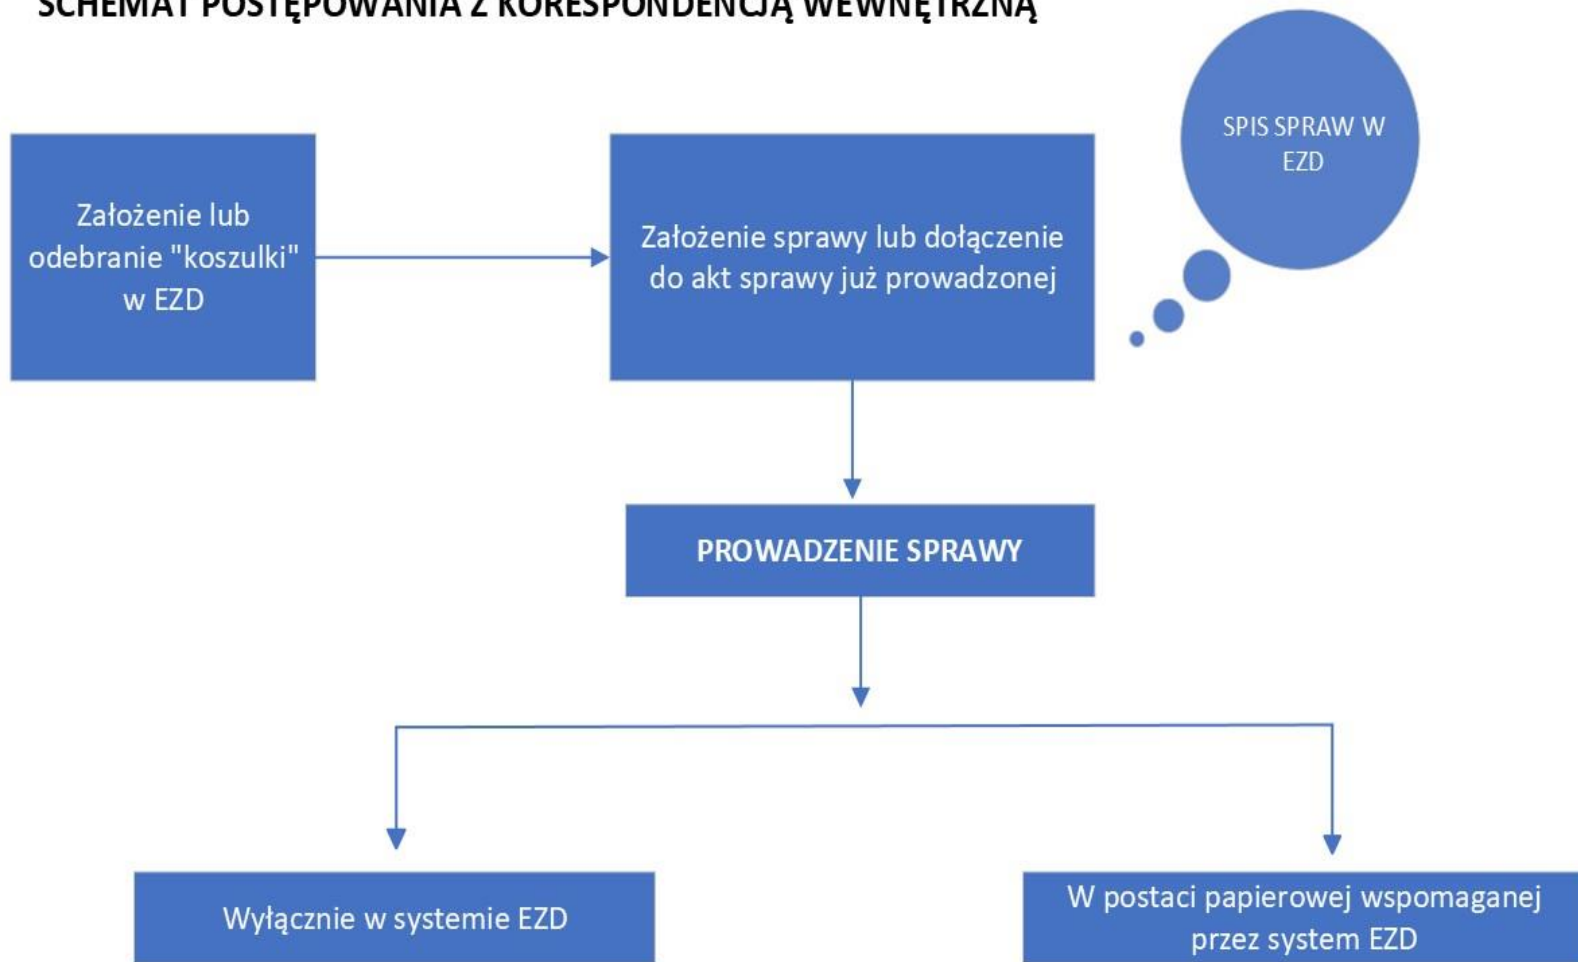 SCHEMAT POSTĘPOWANIA Z KORESPONDENCJĄ WEWNĘTRZNĄ
SPIS SPRAW W
EZD
Założenie lub
odebranie "koszulki"
w EZD
Założenie sprawy lub dołączenie
do akt sprawy już prowadzonej
PROWADZENIE SPRAWY
Wyłącznie w systemie EZD
W postaci papierowej wspomaganej
przez system EZD